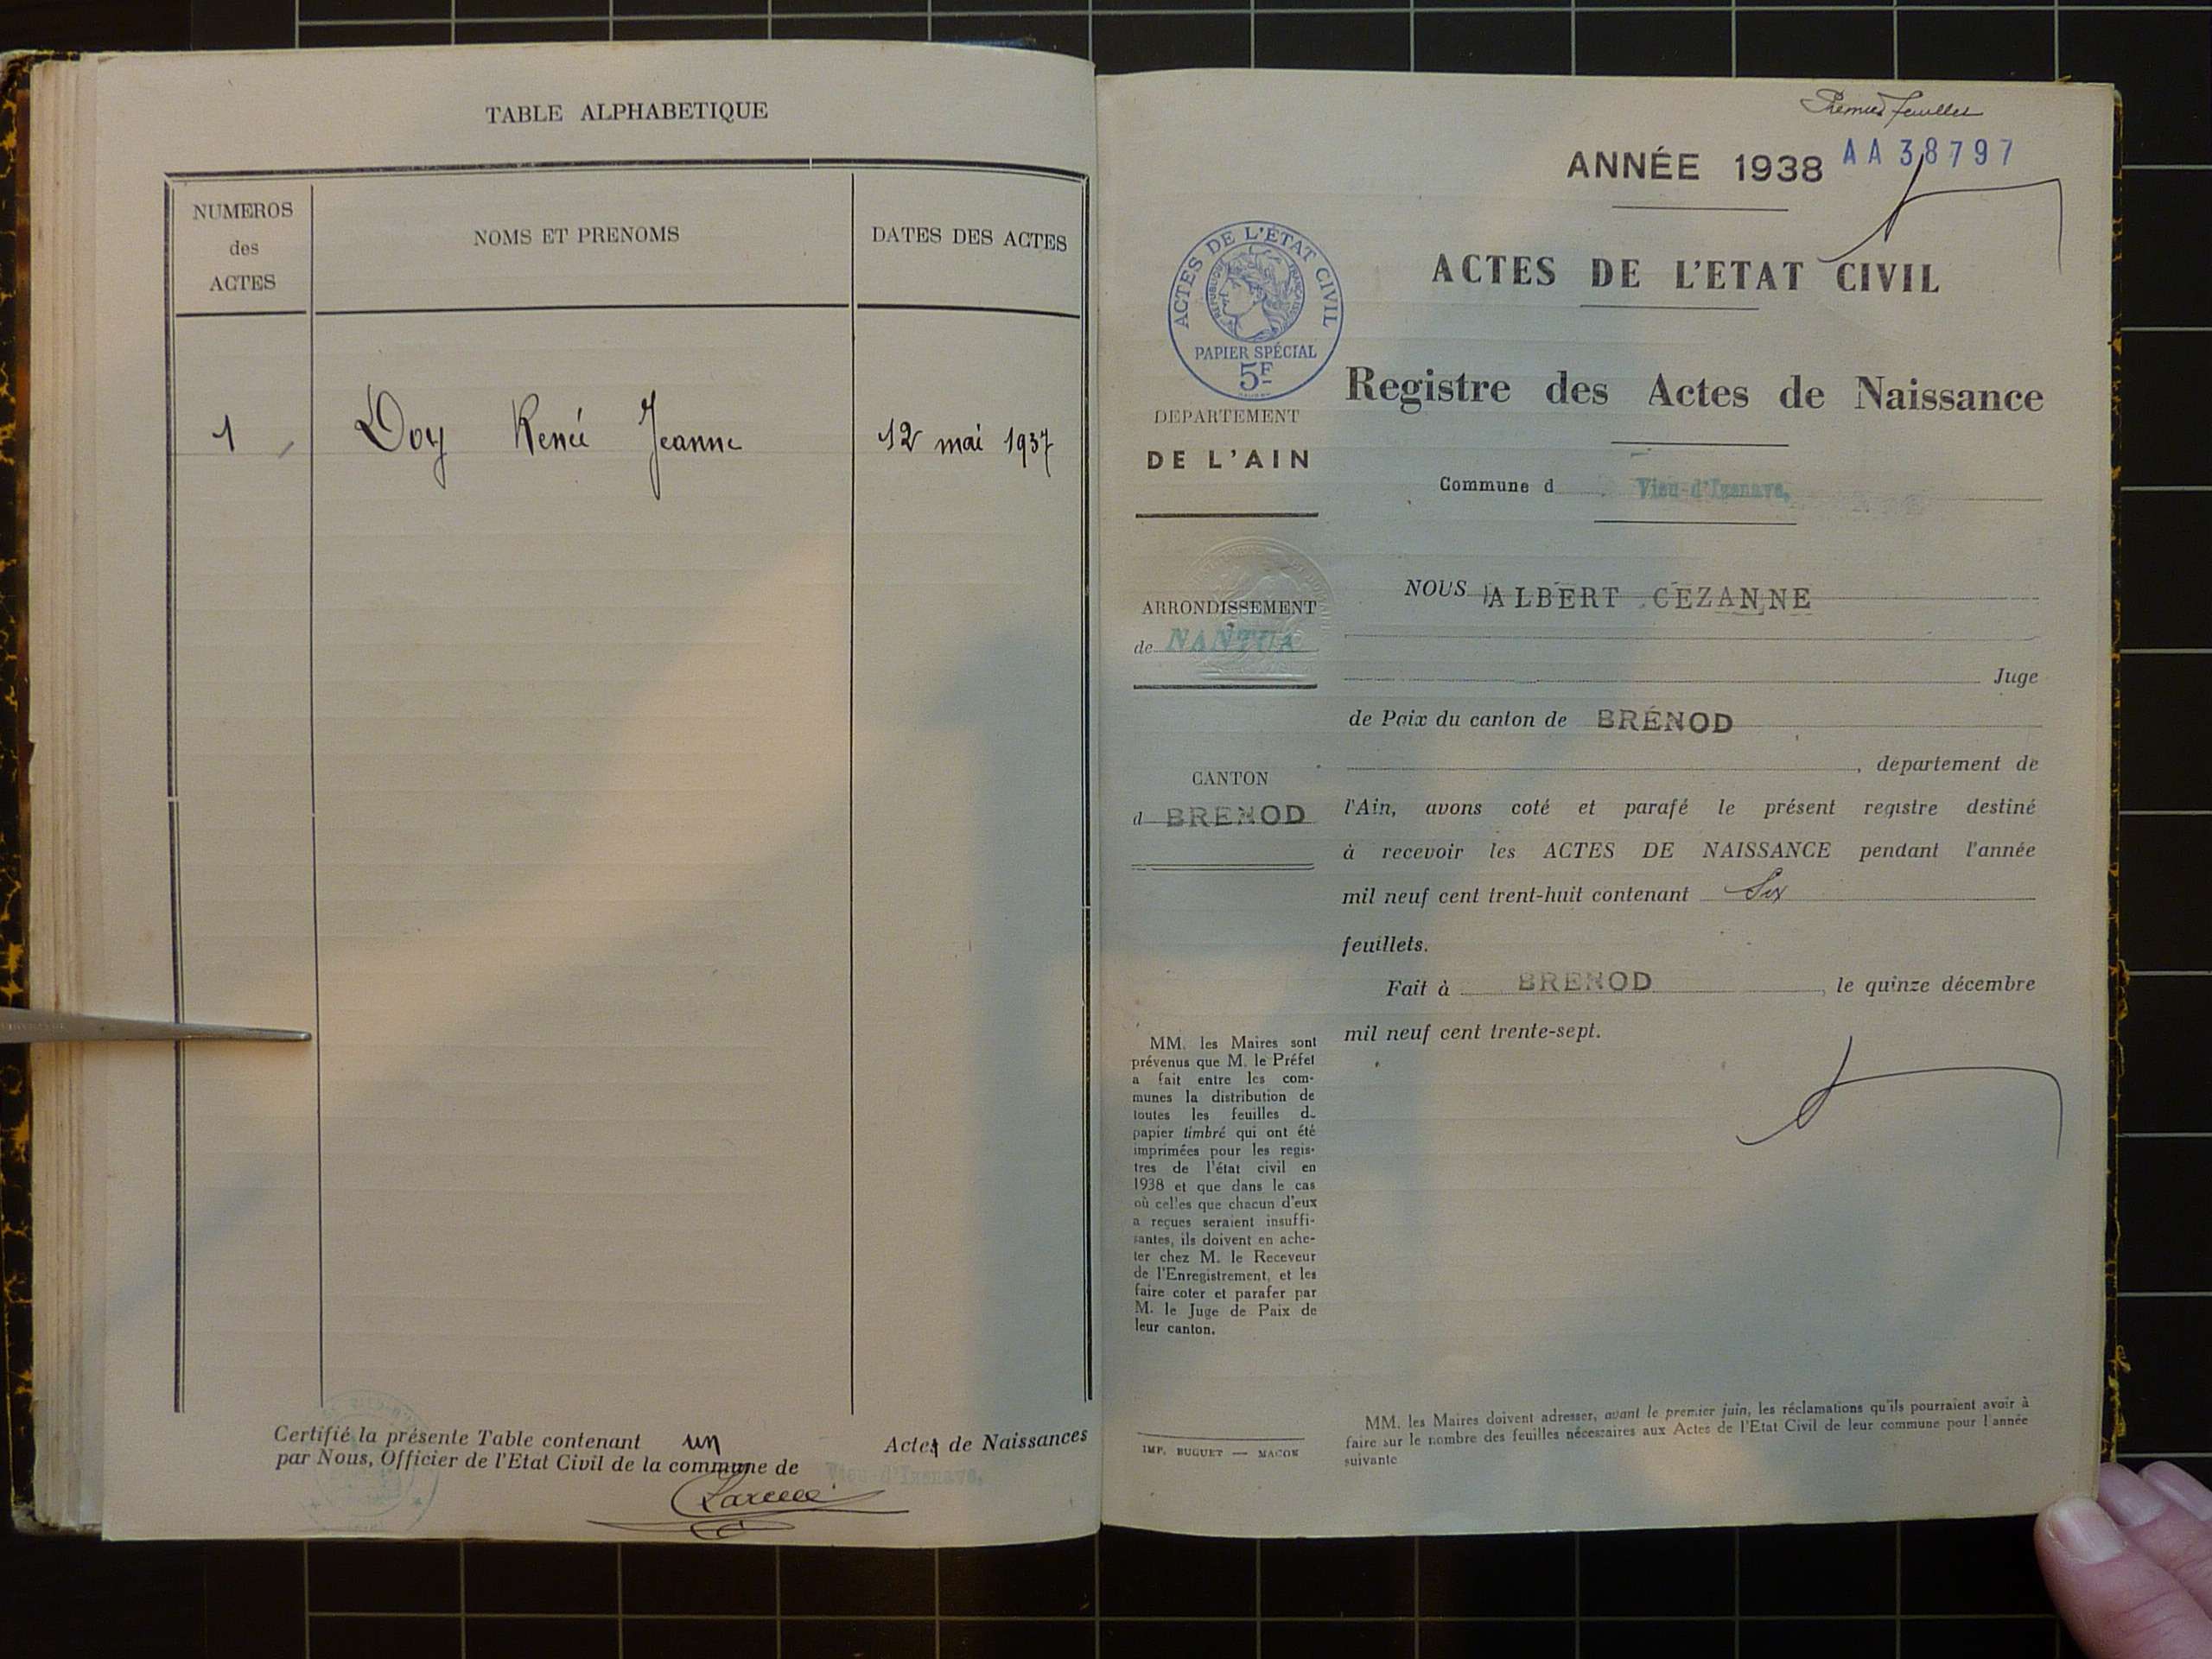 TABLE ALPHABETIQUE
NUMEROS
des
ACTES
NOMS ET PRENOMS
DATES DES ACTES
1
Doy Renée Jeanne
12 mai 1937
Certifié la présente Table contenant un Actes de Naissances
par Nous, Officier de l'Etat Civil de la commune de Vieu-d'Izenave,
Premier feuillet
ANNÉE 1938
AA 38797
ACTES DE L'ETAT CIVIL
ACTES DE L'ÉTAT CIVIL
RÉPUBLIQUE FRANÇAISE
PAPIER SPÉCIAL
5F
Registre des Actes de Naissance
DEPARTEMENT
DE L'AIN
Commune d Vieu-d'Izenave,
ARRONDISSEMENT
de NANTUA
CANTON
d BRENOD
NOUS ALBERT CEZANNE
Juge
de Paix du canton de BRÉNOD
, département de
l'Ain, avons coté et parafé le présent registre destiné
à recevoir les ACTES DE NAISSANCE pendant l'année
mil neuf cent trent-huit contenant Six
feuillets.
Fait à BRENOD, le quinze décembre
mil neuf cent trente-sept.
MM. les Maires sont
prévenus que M. le Préfet
a fait entre les com-
munes la distribution de
toutes les feuilles de
papier timbré qui ont été
imprimées pour les regis-
tres de l'état civil en
1938 et que dans le cas
où celles que chacun d'eux
a reçues seraient insuffi-
santes, ils doivent en ache-
ter chez M. le Receveur
de l'Enregistrement, et les
faire coter et parafer par
M. le Juge de Paix de
leur canton.
IMP. BUGUET — MACON
MM. les Maires doivent adresser, avant le premier juin, les réclamations qu'ils pourraient avoir à
faire sur le nombre des feuilles nécessaires aux Actes de l'Etat Civil de leur commune pour l'année
suivante